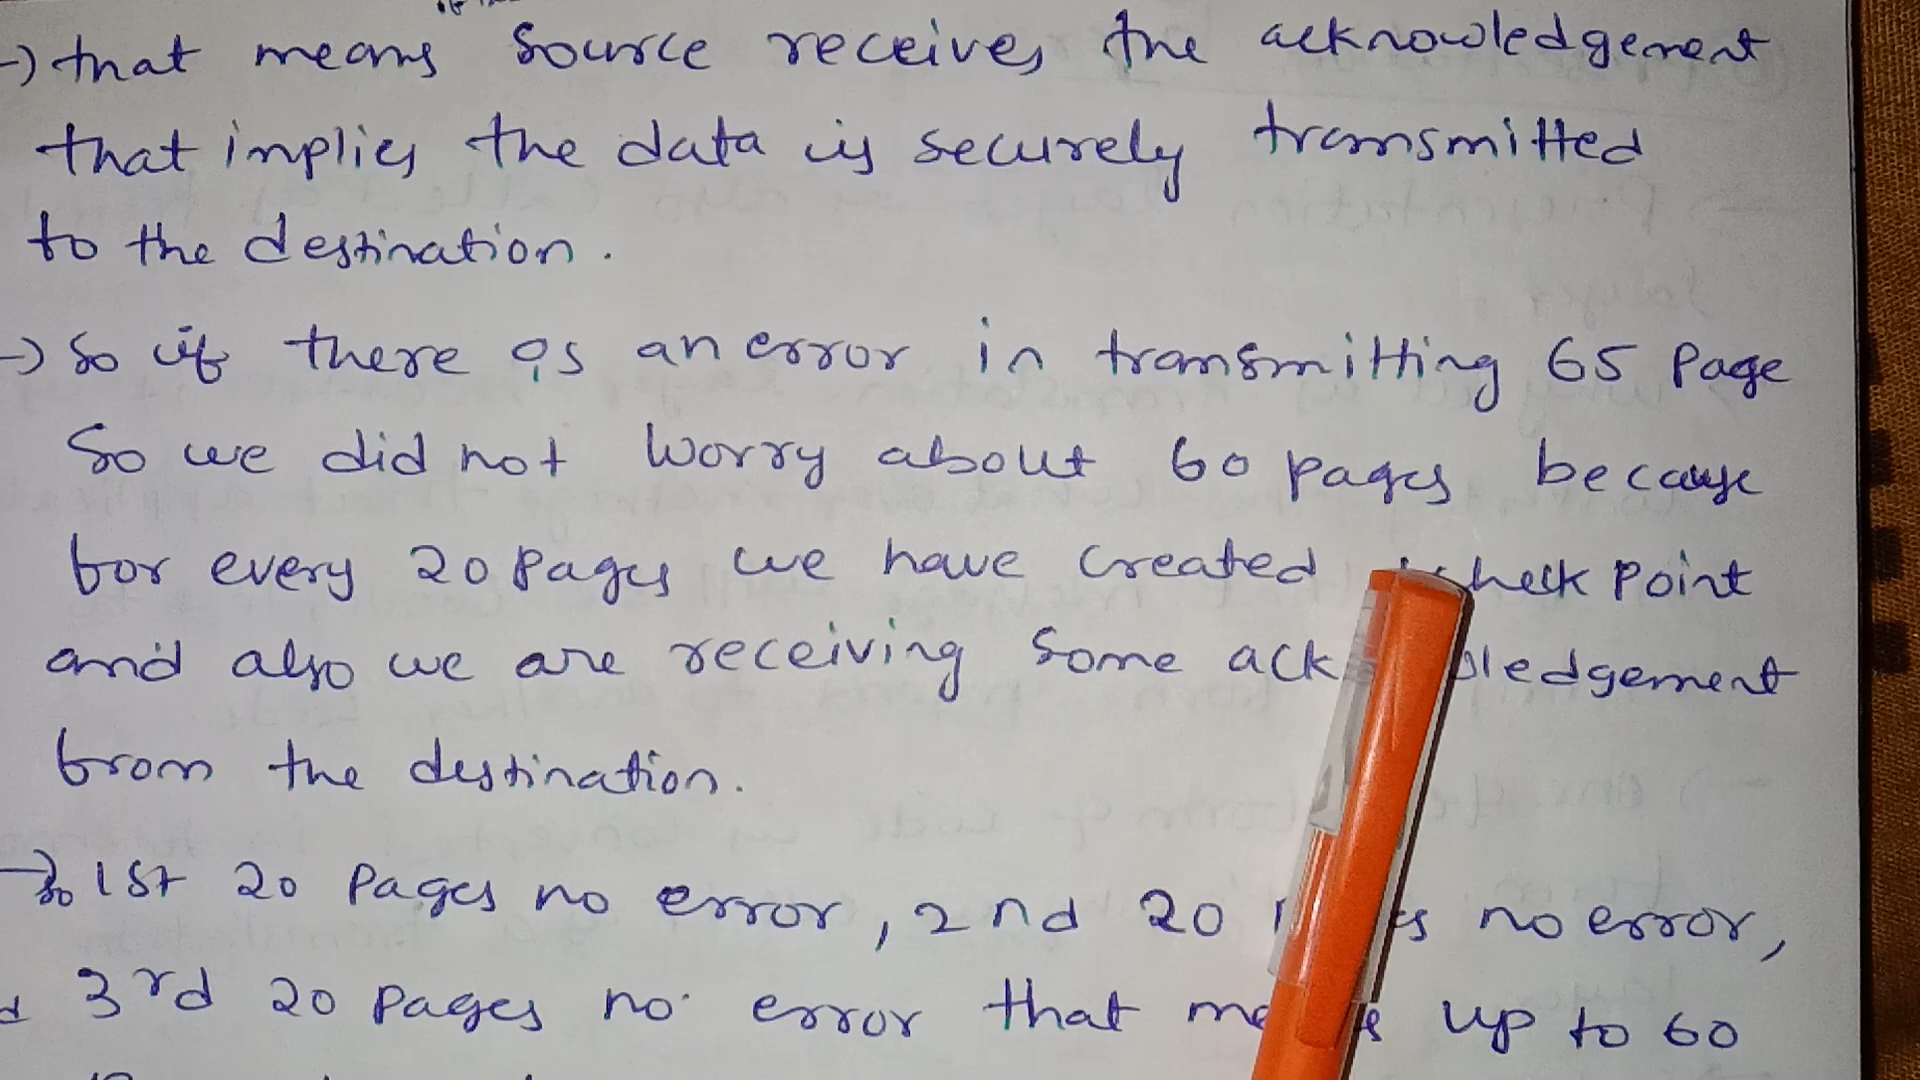 → that means Source receives the acknowledgement
that implies the data is securely transmitted
to the destination.
→ So if there is an error in transmitting 65 Page
So we did not worry about 60 pages because
for every 20 Pages we have created check Point
and also we are receiving Some ack ledgement
from the destination.
→ So 1st 20 Pages no error, 2nd 20 no error,
3rd 20 Pages no error that up to 60